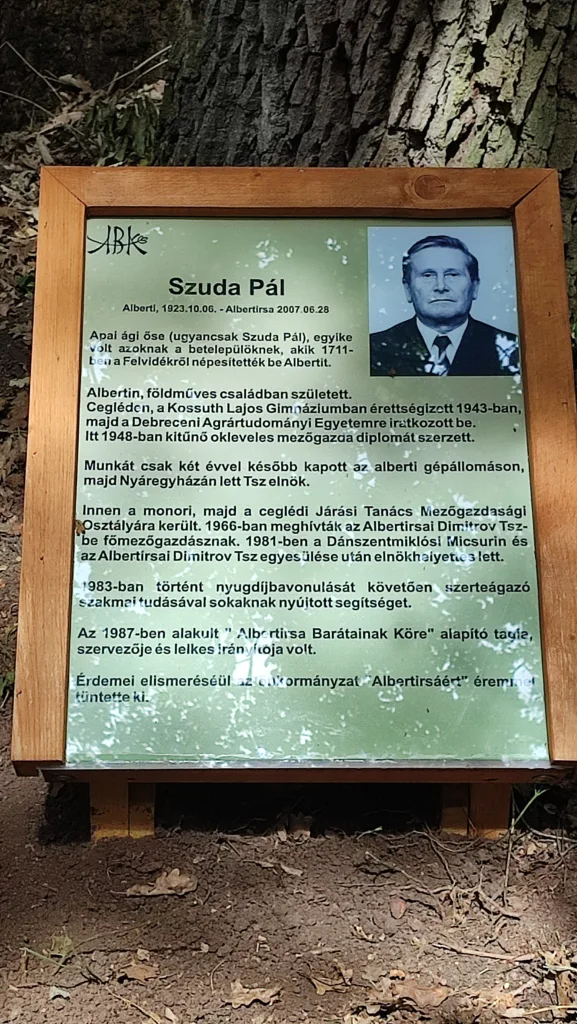 ABK
Szuda Pál
Alberti, 1923.10.06. - Albertirsa 2007.06.28
Apai ági őse (ugyancsak Szuda Pál), egyike
volt azoknak a betelepülőknek, akik 1711-
ben a Felvidékről népesítették be Albertit.
Albertin, földműves családban született.
Cegléden, a Kossuth Lajos Gimnáziumban érettségizett 1943-ban,
majd a Debreceni Agrártudományi Egyetemre iratkozott be.
Itt 1948-ban kitűnő okleveles mezőgazda diplomát szerzett.
Munkát csak két évvel később kapott az alberti gépállomáson,
majd Nyáregyházán lett Tsz elnök.
Innen a monori, majd a ceglédi Járási Tanács Mezőgazdasági
Osztályára került. 1966-ban meghívták az Albertirsai Dimitrov Tsz-
be főmezőgazdásznak. 1981-ben a Dánszentmiklósi Micsurin és
az Albertirsai Dimitrov Tsz egyesülése után elnökhelyettes lett.
1983-ban történt nyugdíjbavonulását követően szerteágazó
szakmai tudásával sokaknak nyújtott segítséget.
Az 1987-ben alakult " Albertirsa Barátainak Köre" alapító tagja,
szervezője és lelkes irányítója volt.
Érdemei elismeréséül az önkormányzat "Albertirsáért" éremmel
tüntette ki.